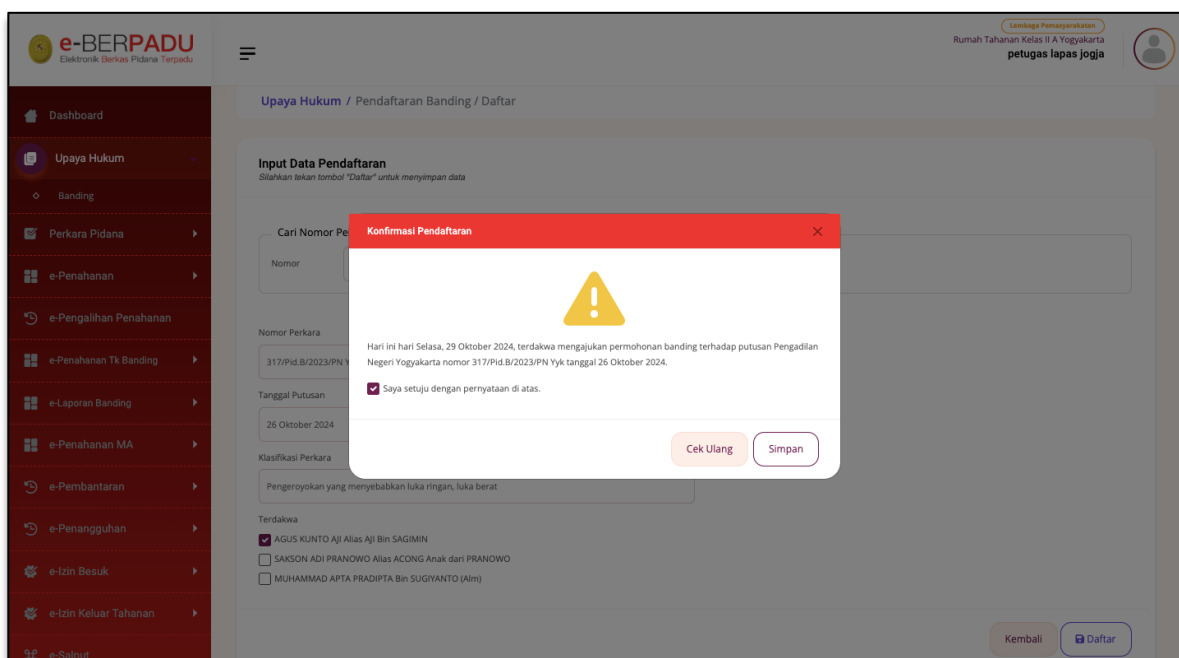 e-BERPADU
Elektronik Berkas Pidana Terpadu
Lembaga Pemasyarakatan
Rumah Tahanan Kelas II A Yogyakarta
petugas lapas jogja
Dashboard
Upaya Hukum
Banding
Perkara Pidana
e-Penahanan
e-Pengalihan Penahanan
e-Penahanan Tk Banding
e-Laporan Banding
e-Penahanan MA
e-Pembantaran
e-Penangguhan
e-Izin Besuk
e-Izin Keluar Tahanan
e-Salput
Upaya Hukum / Pendaftaran Banding / Daftar
Input Data Pendaftaran
Silahkan tekan tombol "Daftar" untuk menyimpan data
Cari Nomor Pe
Nomor
Nomor Perkara
317/Pid.B/2023/PN Y
Tanggal Putusan
26 Oktober 2024
Klasifikasi Perkara
Pengeroyokan yang menyebabkan luka ringan, luka berat
Terdakwa
AGUS KUNTO AJI Alias AJI Bin SAGIMIN
SAKSON ADI PRANOWO Alias ACONG Anak dari PRANOWO
MUHAMMAD APTA PRADIPTA Bin SUGIYANTO (Alm)
Kembali
Daftar
Konfirmasi Pendaftaran
Hari ini hari Selasa, 29 Oktober 2024, terdakwa mengajukan permohonan banding terhadap putusan Pengadilan
Negeri Yogyakarta nomor 317/Pid.B/2023/PN Yyk tanggal 26 Oktober 2024.
Saya setuju dengan pernyataan di atas.
Cek Ulang
Simpan